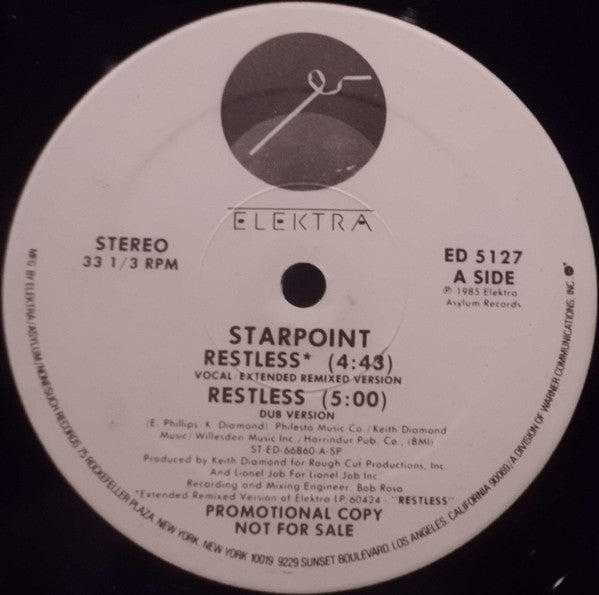 ELEKTRA
STEREO
33 1/3 RPM
ED 5127
A SIDE
Ⓟ 1985 Elektra
Asylum Records
STARPOINT
RESTLESS* (4:43)
VOCAL/EXTENDED REMIXED VERSION
RESTLESS (5:00)
DUB VERSION
(E. Phillips/K. Diamond) Philesto Music Co./Keith Diamond
Music/Willesden Music Inc./Harrindur Pub. Co., (BMI)
ST-ED-66860-A-SP
Produced by Keith Diamond for Rough Cut Productions, Inc.
And Lionel Job For Lionel Job Inc.
Recording and Mixing Engineer: Bob Rosa
*Extended Remixed Version of Elektra LP 60424 - "RESTLESS"
PROMOTIONAL COPY
NOT FOR SALE
MFG BY ELEKTRA/ASYLUM/NONESUCH RECORDS 75 ROCKEFELLER PLAZA, NEW YORK, NEW YORK 10019 9229 SUNSET BOULEVARD, LOS ANGELES, CALIFORNIA 90069/A DIVISION OF WARNER COMMUNICATIONS, INC.